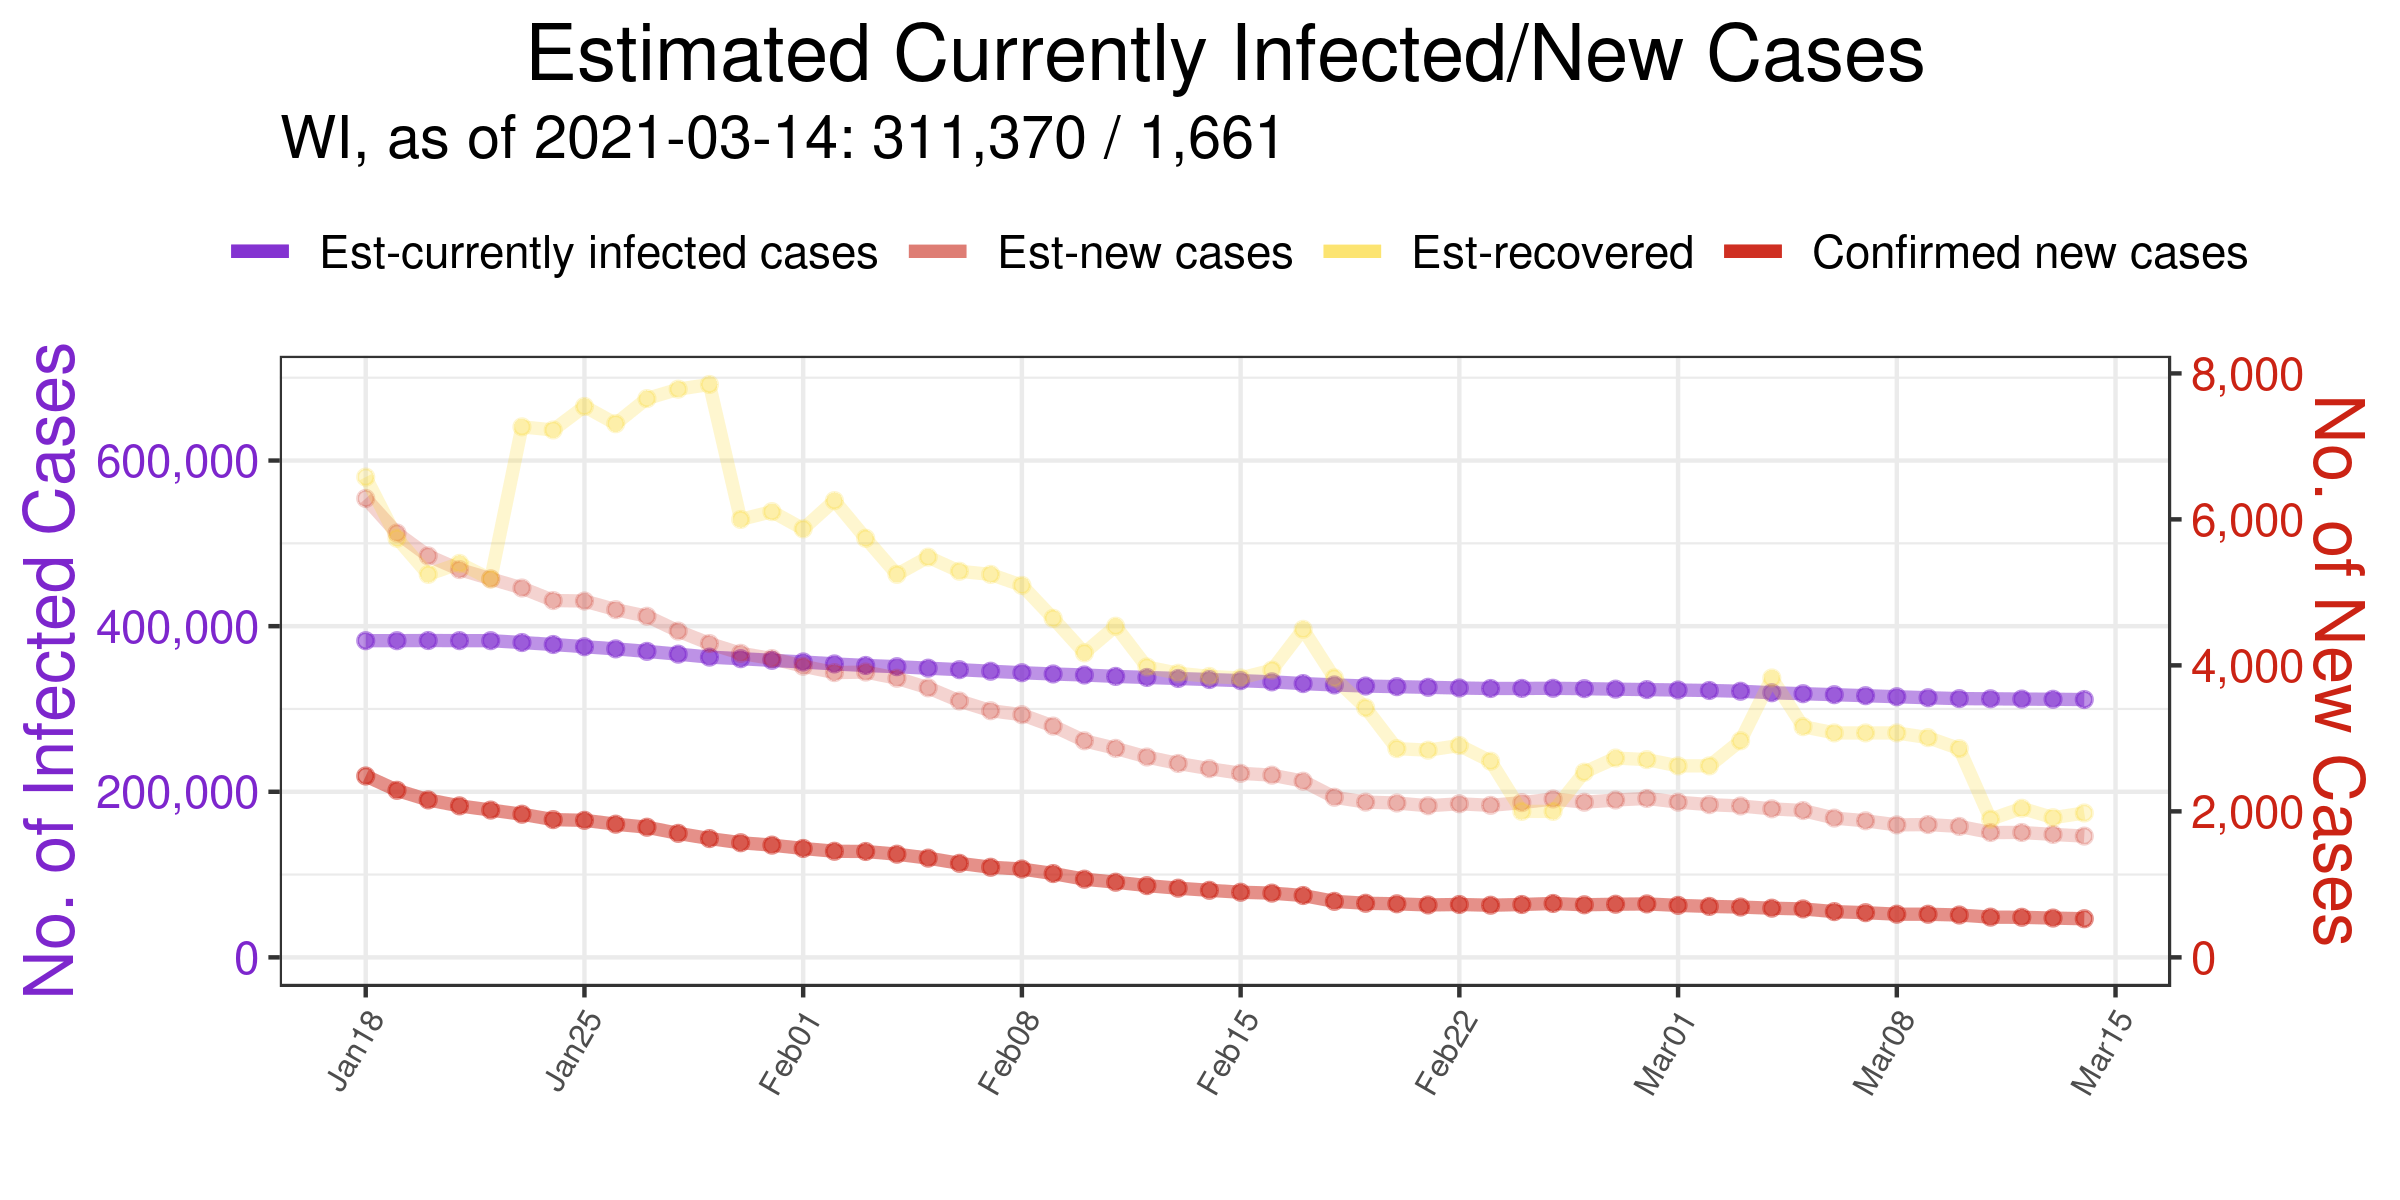 Estimated Currently Infected/New Cases
WI, as of 2021-03-14: 311,370 / 1,661
Est-currently infected cases Est-new cases Est-recovered Confirmed new cases
No. of Infected Cases
600,000
400,000
200,000
0
8,000
6,000
4,000
2,000
0
No. of New Cases
Jan18 Jan25 Feb01 Feb08 Feb15 Feb22 Mar01 Mar08 Mar15